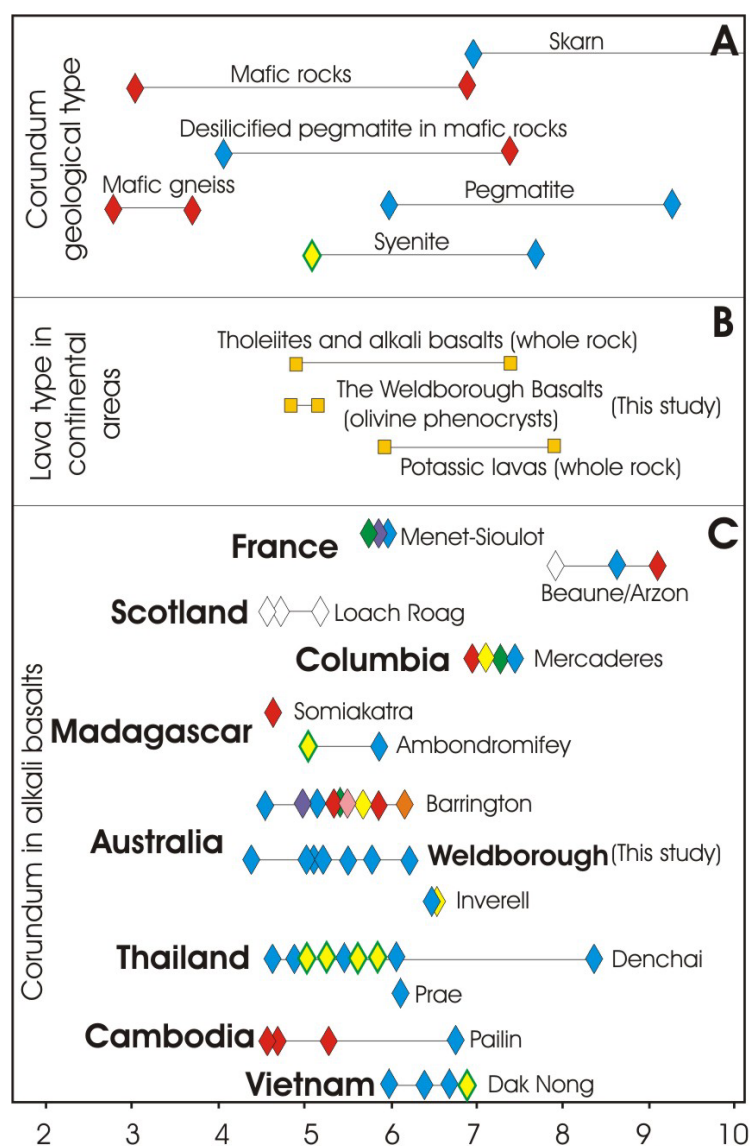 A
Corundum
geological type
Skarn
Mafic rocks
Desilicified pegmatite in mafic rocks
Mafic gneiss
Pegmatite
Syenite
B
Lava type in
continental
areas
Tholeiites and alkali basalts (whole rock)
The Weldborough Basalts
(olivine phenocrysts)
(This study)
Potassic lavas (whole rock)
C
Corundum in alkali basalts
France
Menet-Sioulot
Beaune/Arzon
Scotland
Loach Roag
Columbia
Mercaderes
Madagascar
Somiakatra
Ambondromifey
Australia
Barrington
Weldborough (This study)
Inverell
Thailand
Denchai
Prae
Cambodia
Pailin
Vietnam
Dak Nong
2 3 4 5 6 7 8 9 10